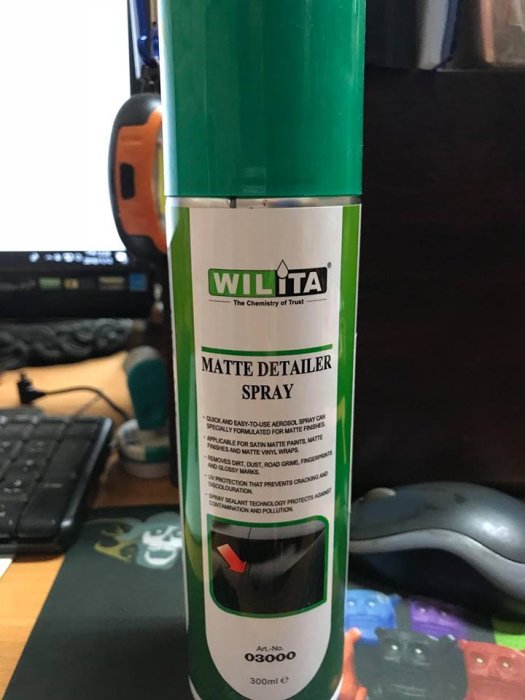 WILITA®
The Chemistry of Trust
MATTE DETAILER
SPRAY
· QUICK AND EASY-TO-USE AEROSOL SPRAY CAN
SPECIALLY FORMULATED FOR MATTE FINISHES.
· APPLICABLE FOR SATIN MATTE PAINTS, MATTE
FINISHES AND MATTE VINYL WRAPS.
· REMOVES DIRT, DUST, ROAD GRIME, FINGERPRINTS
AND GLOSSY MARKS.
· UV PROTECTION THAT PREVENTS CRACKING AND
DISCOLOURATION.
· SPRAY SEALANT TECHNOLOGY PROTECTS AGAINST
CONTAMINATION AND POLLUTION.
Art.-No.
03000
300ml ℮